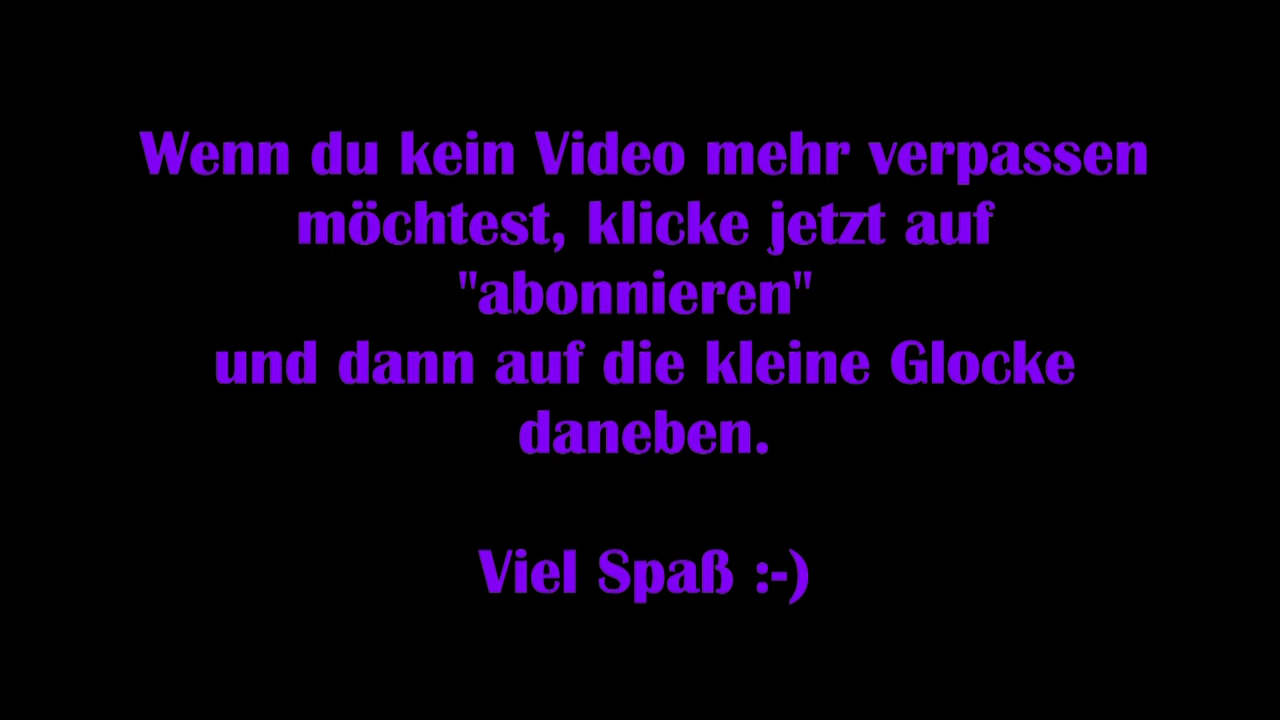 Wenn du kein Video mehr verpassen
möchtest, klicke jetzt auf
"abonnieren"
und dann auf die kleine Glocke
daneben.
Viel Spaß :-)